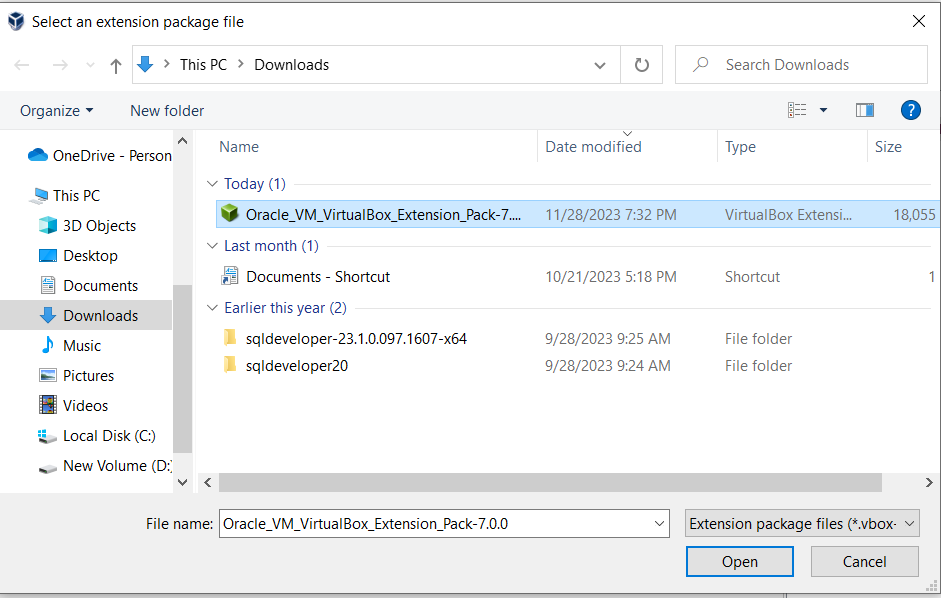 Select an extension package file
This PC > Downloads
Search Downloads
Organize
New folder
?
Name
Date modified
Type
Size
OneDrive - Person
This PC
3D Objects
Desktop
Documents
Downloads
Music
Pictures
Videos
Local Disk (C:)
New Volume (D:)
Today (1)
Oracle_VM_VirtualBox_Extension_Pack-7.... 11/28/2023 7:32 PM VirtualBox Extensi... 18,055
Last month (1)
Documents - Shortcut 10/21/2023 5:18 PM Shortcut 1
Earlier this year (2)
sqldeveloper-23.1.0.097.1607-x64 9/28/2023 9:25 AM File folder
sqldeveloper20 9/28/2023 9:24 AM File folder
File name: Oracle_VM_VirtualBox_Extension_Pack-7.0.0
Extension package files (*.vbox-
Open
Cancel